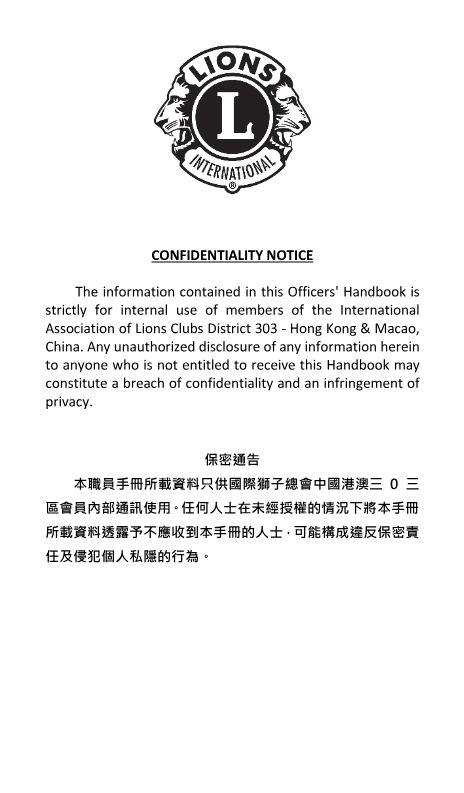 LIONS
L
INTERNATIONAL
®
CONFIDENTIALITY NOTICE
The information contained in this Officers' Handbook is
strictly for internal use of members of the International
Association of Lions Clubs District 303 - Hong Kong & Macao,
China. Any unauthorized disclosure of any information herein
to anyone who is not entitled to receive this Handbook may
constitute a breach of confidentiality and an infringement of
privacy.
保密通告
本職員手冊所載資料只供國際獅子總會中國港澳三 0 三
區會員內部通訊使用。任何人士在未經授權的情況下將本手冊
所載資料透露予不應收到本手冊的人士，可能構成違反保密責
任及侵犯個人私隱的行為。